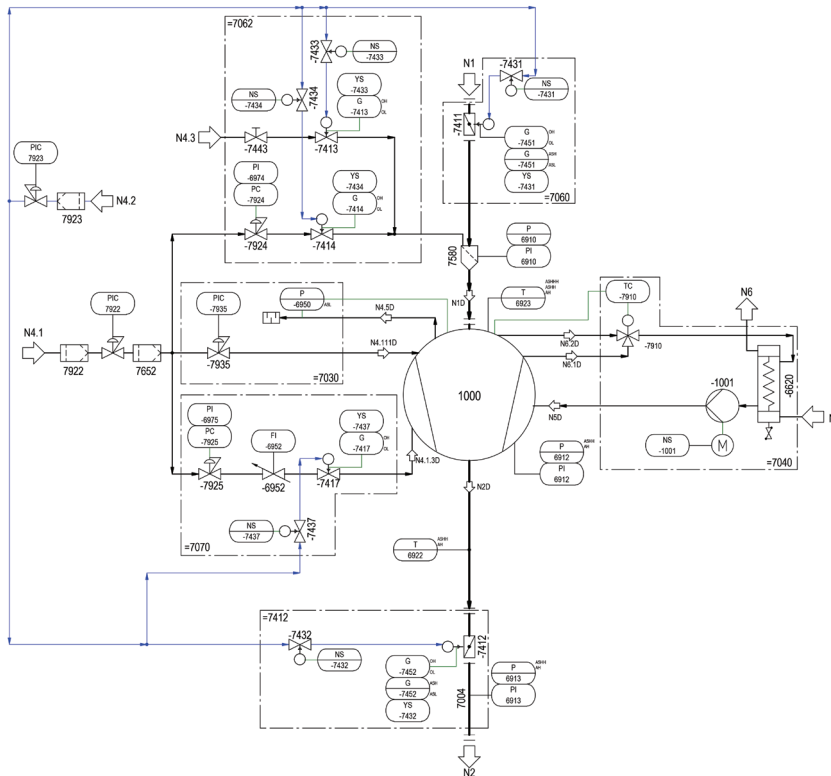 =7062
-7433
NS
-7433
-7434
NS
-7434
YS
-7433
G
-7413
OH
OL
N4.3
-7443
-7413
N1
-7431
NS
-7431
-7411
G
-7451
OH
OL
G
-7451
ASH
ASL
YS
-7431
=7060
PIC
7923
N4.2
7923
PI
-6974
PC
-7924
YS
-7434
G
-7414
OH
OL
-7924
-7414
7580
P
6910
PI
6910
N1D
T
6923
ASHHH
ASHH
AH
TC
-7910
N6
PIC
7922
PIC
-7935
P
-6950
ABL
N4.5D
N4.1
7922
7652
-7935
N4.111D
=7030
1000
N6.2D
N6.1D
-7910
-6620
-1001
N5D
NS
-1001
M
=7040
PI
-6975
PC
-7925
FI
-6952
YS
-7437
G
-7417
OH
OL
-7925
-6952
-7417
N4.1.3D
P
6912
ASHH
AH
PI
6912
N2D
NS
-7437
-7437
=7070
T
6922
ASHH
AH
=7412
-7432
NS
-7432
-7412
G
-7452
OH
OL
G
-7452
ASH
ABL
YS
-7432
7004
P
6913
ASHH
AH
PI
6913
N2